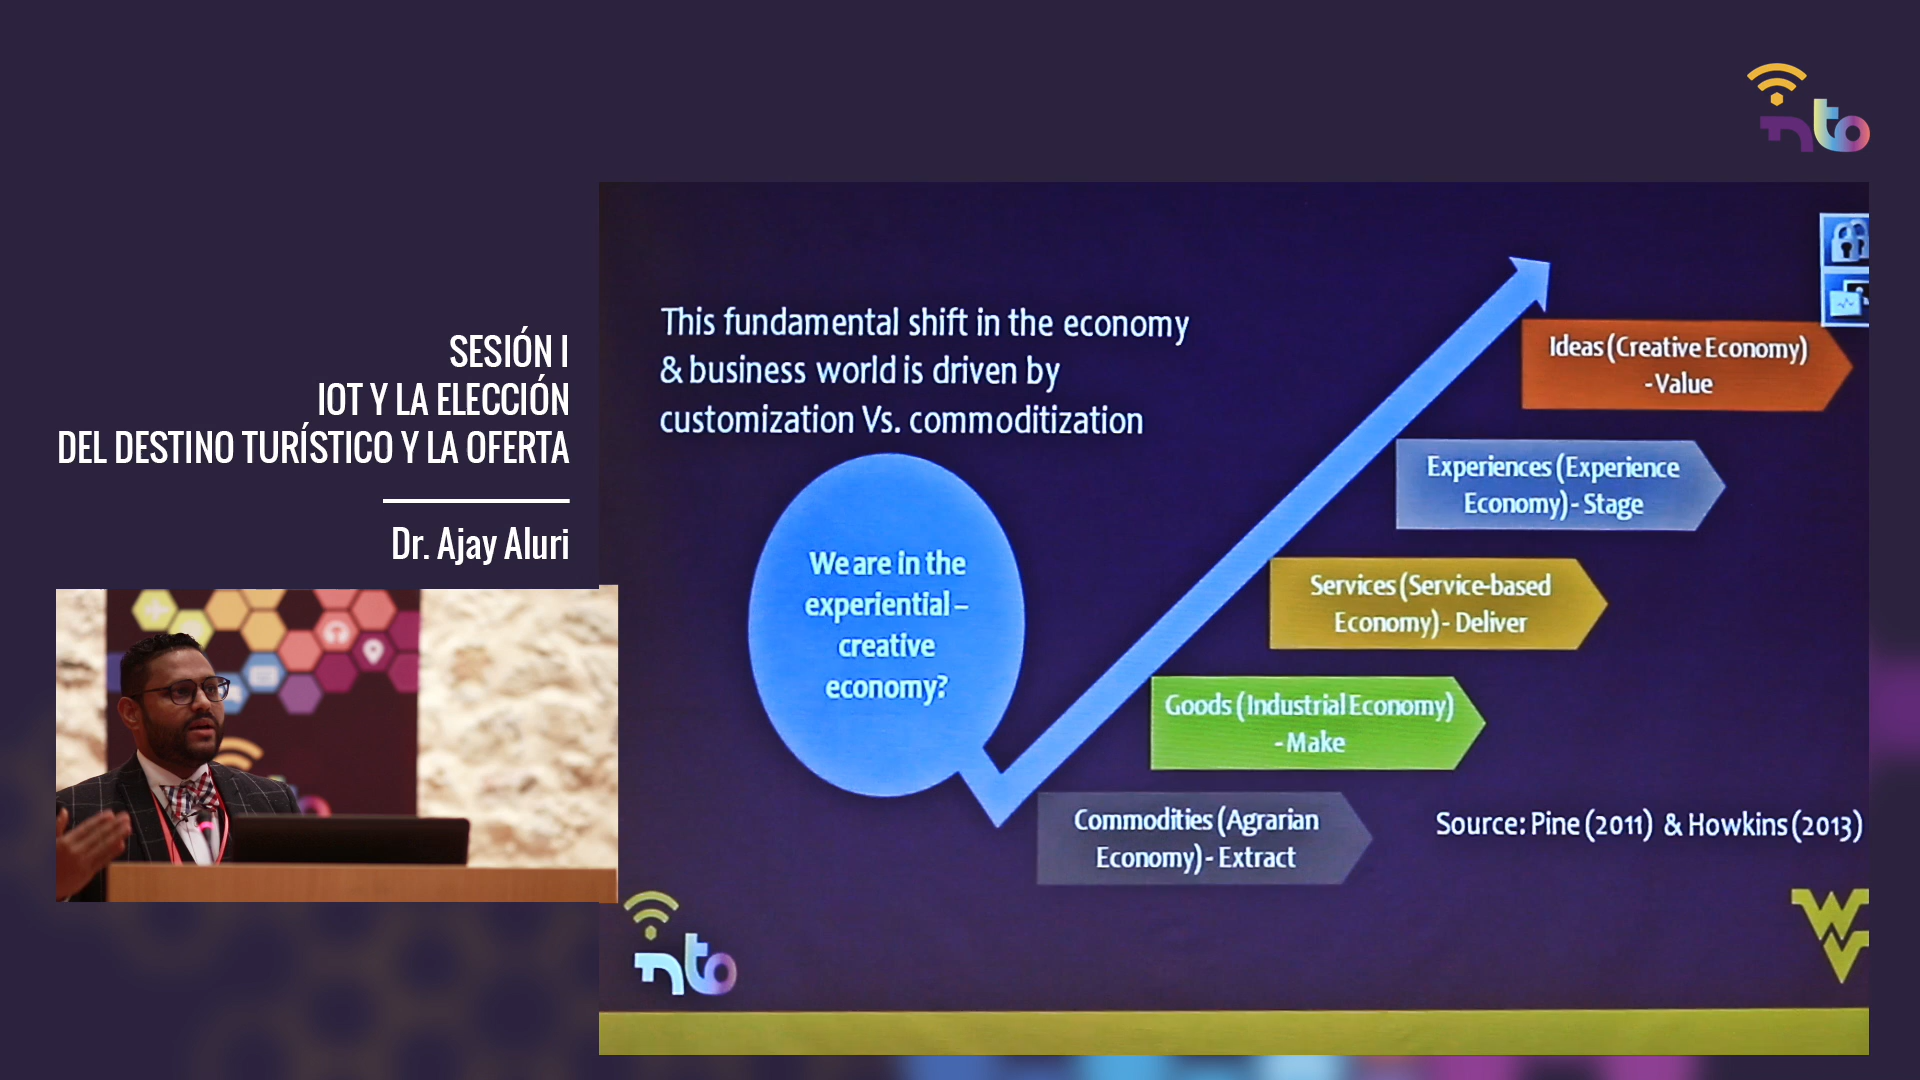 nto
SESIÓN I
IOT Y LA ELECCIÓN
DEL DESTINO TURÍSTICO Y LA OFERTA
Dr. Ajay Aluri
This fundamental shift in the economy
& business world is driven by
customization Vs. commoditization
We are in the
experiential –
creative
economy?
Ideas (Creative Economy)
- Value
Experiences (Experience
Economy) - Stage
Services (Service-based
Economy) - Deliver
Goods (Industrial Economy)
- Make
Commodities (Agrarian
Economy) - Extract
Source: Pine (2011) & Howkins (2013)
nto
WV